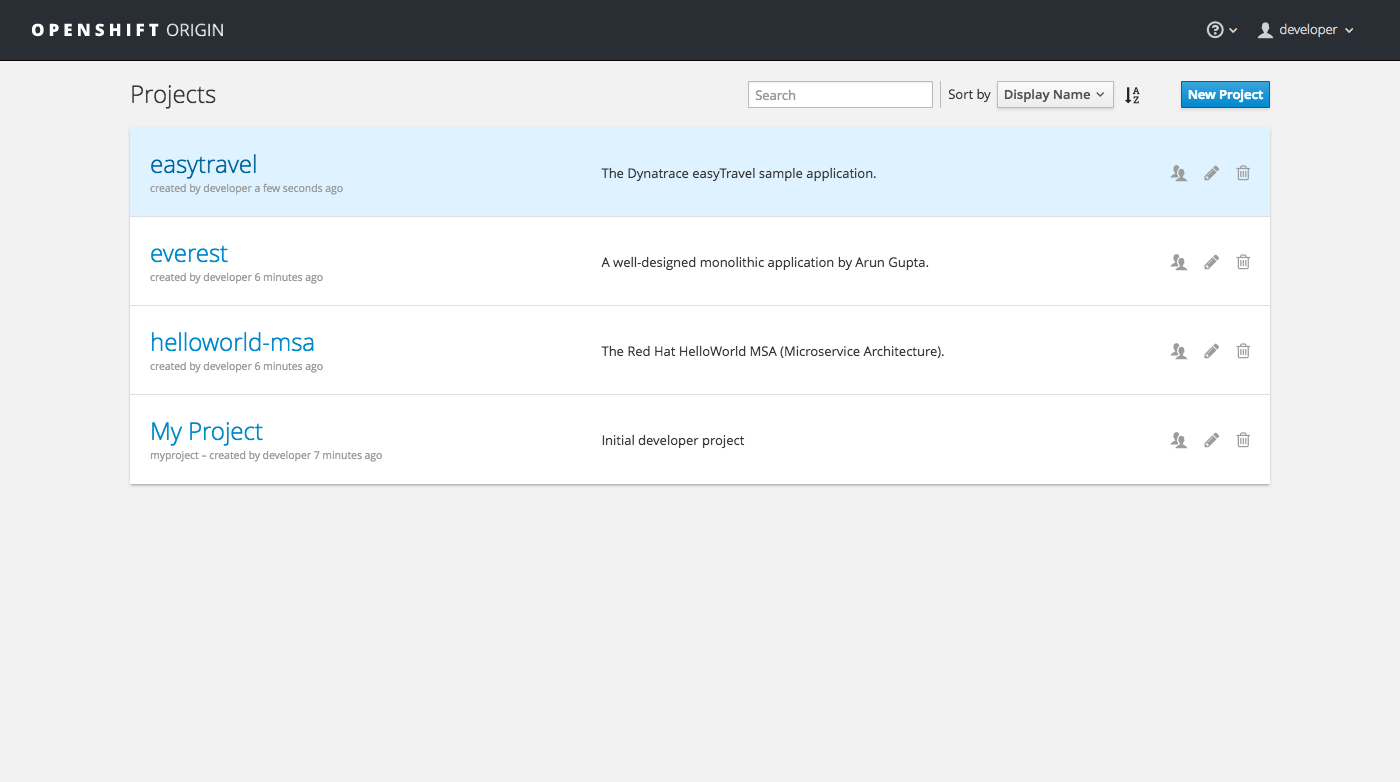 OPENSHIFT ORIGIN
developer
Projects
Search
Sort by
Display Name
New Project
easytravel
created by developer a few seconds ago
The Dynatrace easyTravel sample application.
everest
created by developer 6 minutes ago
A well-designed monolithic application by Arun Gupta.
helloworld-msa
created by developer 6 minutes ago
The Red Hat HelloWorld MSA (Microservice Architecture).
My Project
myproject – created by developer 7 minutes ago
Initial developer project